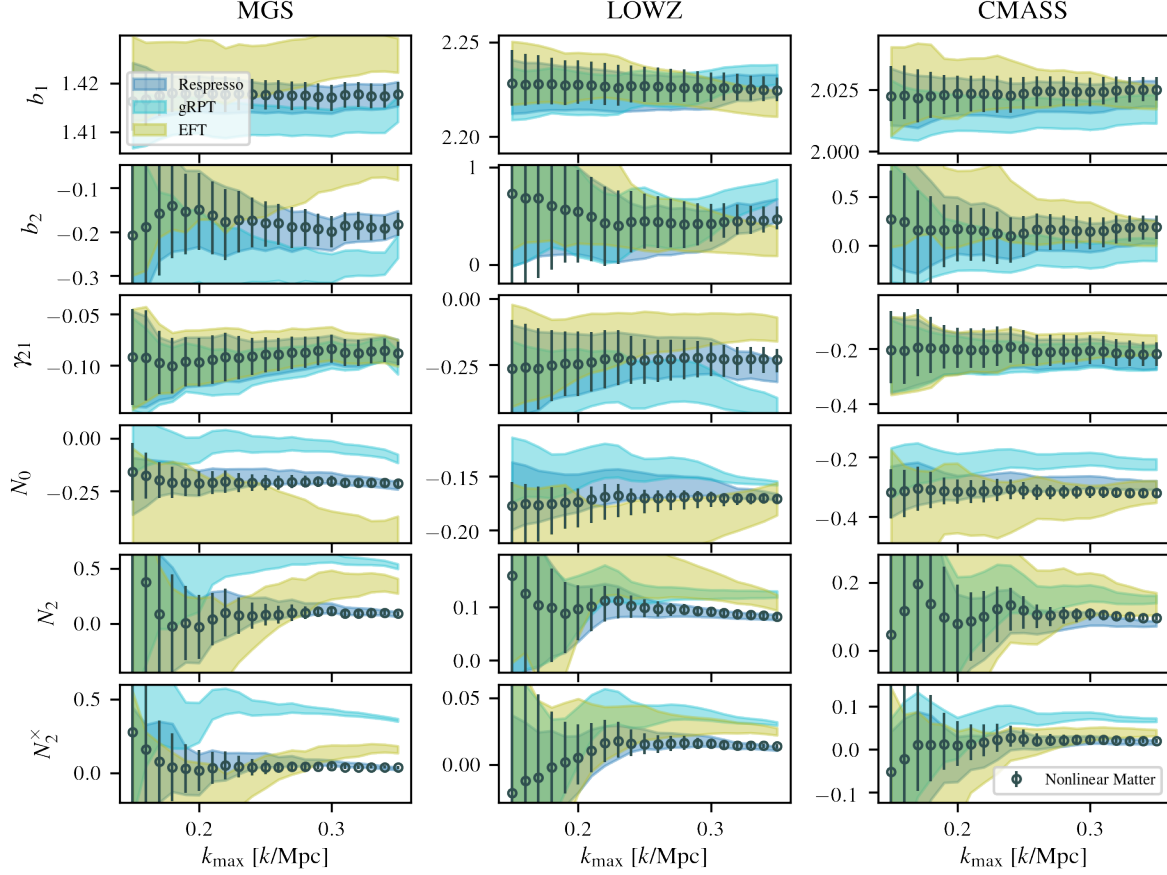 MGS LOWZ CMASS
b₁ 1.42 1.41 2.25 2.20 2.025 2.000
Respresso
gRPT
EFT
b₂ −0.1 −0.2 −0.3 1 0 0.5 0.0
γ₂₁ −0.05 −0.10 0.00 −0.25 −0.2 −0.4
N₀ 0.00 −0.25 −0.15 −0.20 −0.2 −0.4
N₂ 0.5 0.0 0.1 0.0 0.2 0.0
N₂ˣ 0.5 0.0 0.05 0.00 0.1 0.0 −0.1
Nonlinear Matter
0.2 0.3 0.2 0.3 0.2 0.3
k_max [k/Mpc] k_max [k/Mpc] k_max [k/Mpc]